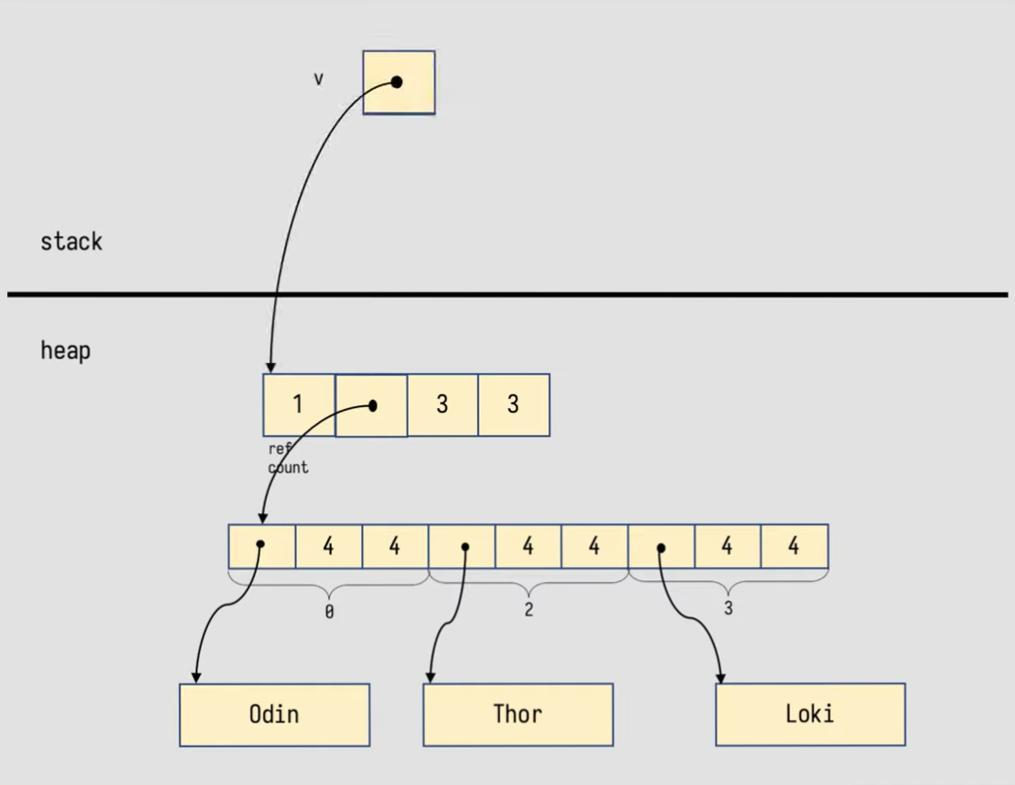 v
stack
heap
1 3 3
ref
count
4 4 4 4 4 4
0 2 3
Odin Thor Loki